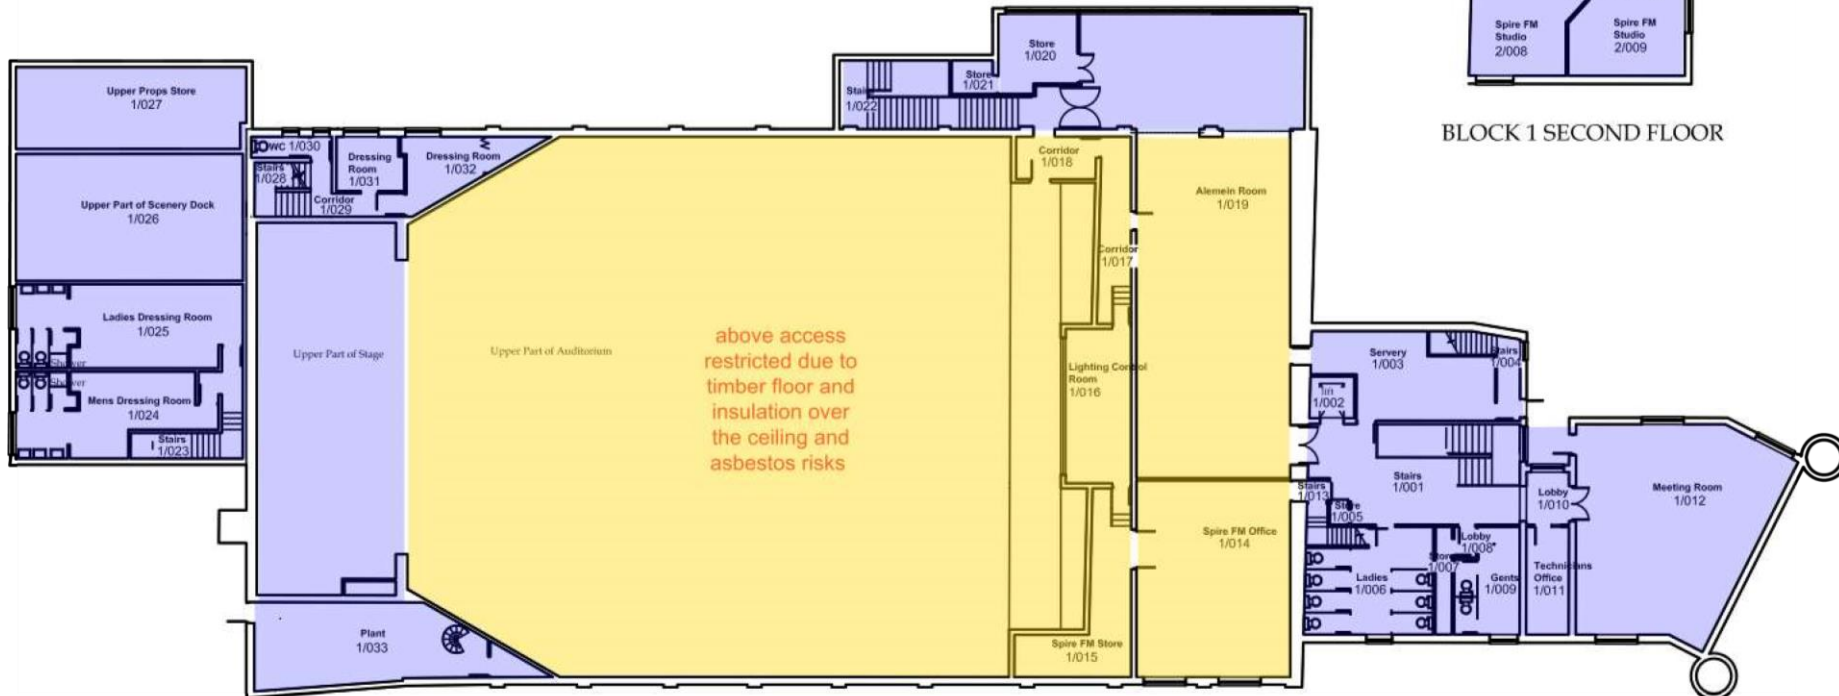 Spire FM
Studio
2/008
Spire FM
Studio
2/009
BLOCK 1 SECOND FLOOR
Upper Props Store
1/027
Upper Part of Scenery Dock
1/026
Ladies Dressing Room
1/025
Shower
Shower
Mens Dressing Room
1/024
Stairs
1/023
WC 1/030
Stairs
1/028
Corridor
1/029
Dressing
Room
1/031
Dressing Room
1/032
Upper Part of Stage
Upper Part of Auditorium
above access
restricted due to
timber floor and
insulation over
the ceiling and
asbestos risks
Plant
1/033
Stairs
1/022
Store
1/021
Store
1/020
Corridor
1/018
Corridor
1/017
Lighting Control
Room
1/016
Spire FM Store
1/015
Alemein Room
1/019
Spire FM Office
1/014
Servery
1/003
Stairs
1/004
1/002
Stairs
1/001
Stairs
1/013
Store
1/005
Ladies
1/006
Store
1/007
Lobby
1/008
Gents
1/009
Lobby
1/010
Technicians
Office
1/011
Meeting Room
1/012